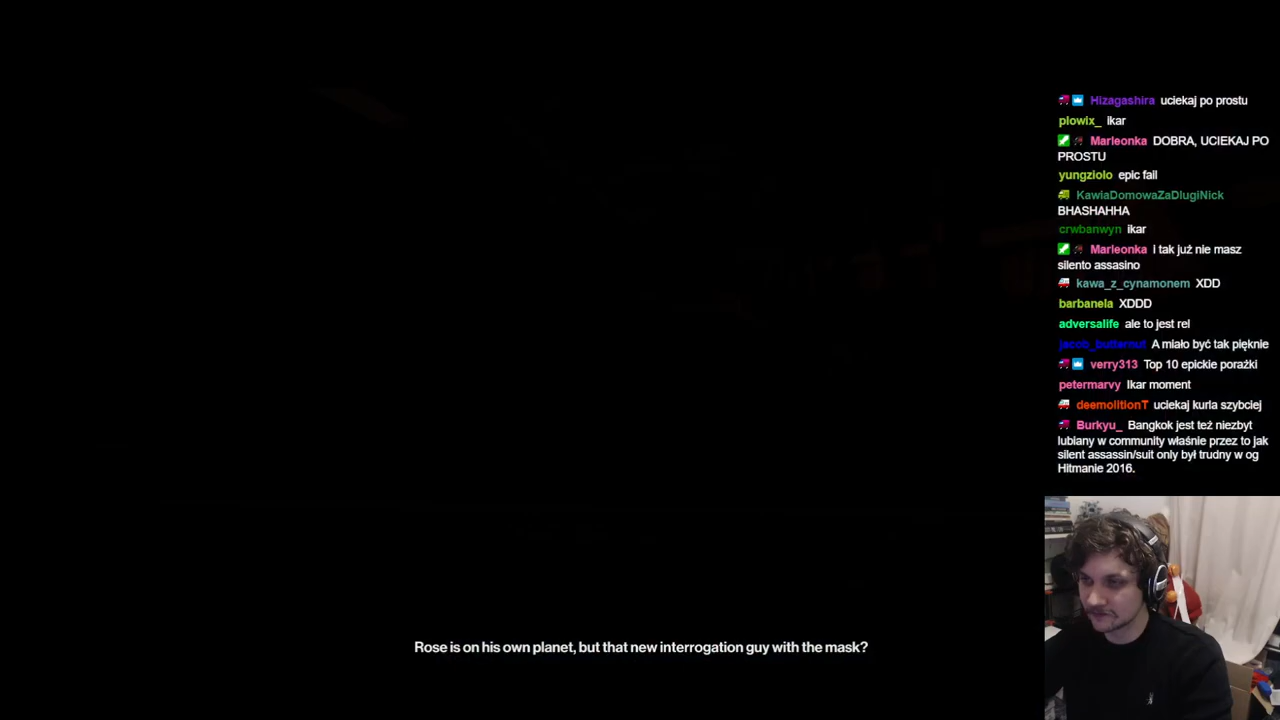 Hizagashira uciekaj po prostu
plowix_ ikar
Marleonka DOBRA, UCIEKAJ PO
PROSTU
yungziolo epic fail
KawiaDomowaZaDlugiNick
BHASHAHHA
crwbanwyn ikar
Marleonka i tak już nie masz
silento assasino
kawa_z_cynamonem XDD
barbanela XDDD
adversalife ale to jest rel
jacob_butternut A miało być tak pięknie
verry313 Top 10 epickie porażki
petermarvy Ikar moment
deemolitionT uciekaj kurla szybciej
Burkyu_ Bangkok jest też niezbyt
lubiany w community właśnie przez to jak
silent assassin/suit only był trudny w og
Hitmanie 2016.
Rose is on his own planet, but that new interrogation guy with the mask?